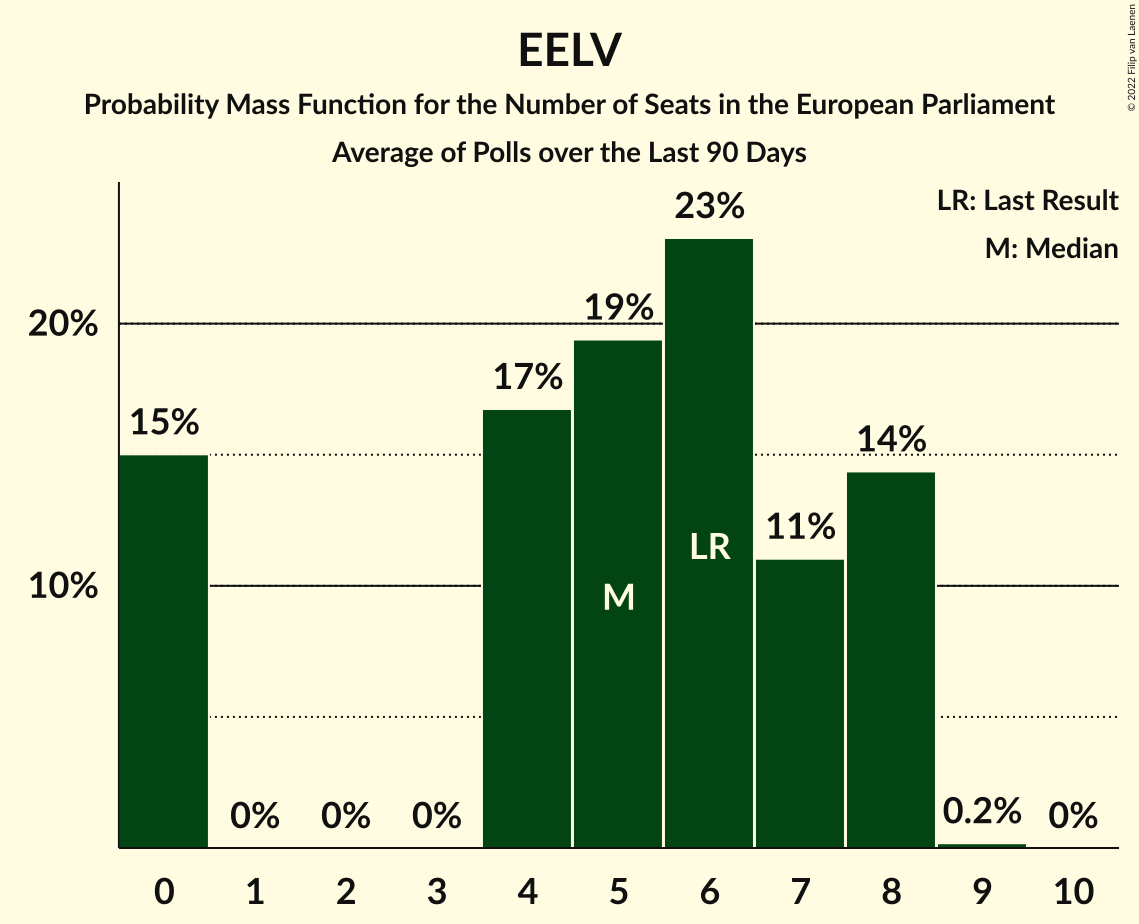 EELV
Probability Mass Function for the Number of Seats in the European Parliament
Average of Polls over the Last 90 Days
© 2022 Filip van Laenen
LR: Last Result
M: Median
23%
20%
19%
17%
15%
14%
11%
LR
M
10%
0%
0%
0%
0.2%
0%
0 1 2 3 4 5 6 7 8 9 10